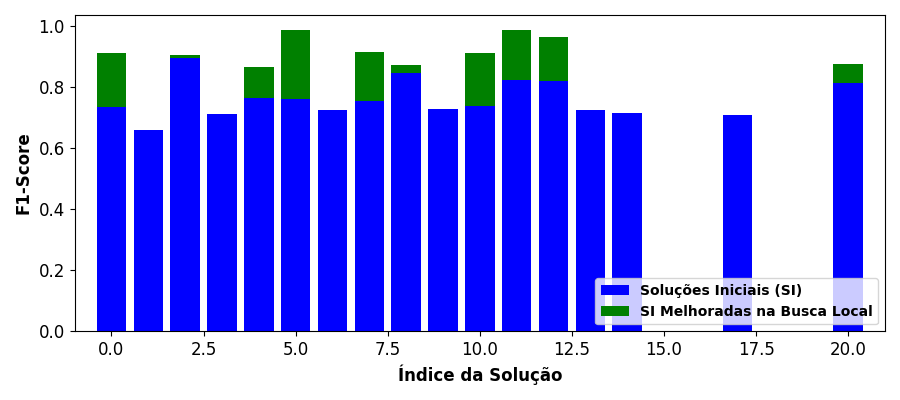 1.0
0.8
0.6
0.4
0.2
0.0
F1-Score
Soluções Iniciais (SI)
SI Melhoradas na Busca Local
0.0 2.5 5.0 7.5 10.0 12.5 15.0 17.5 20.0
Índice da Solução